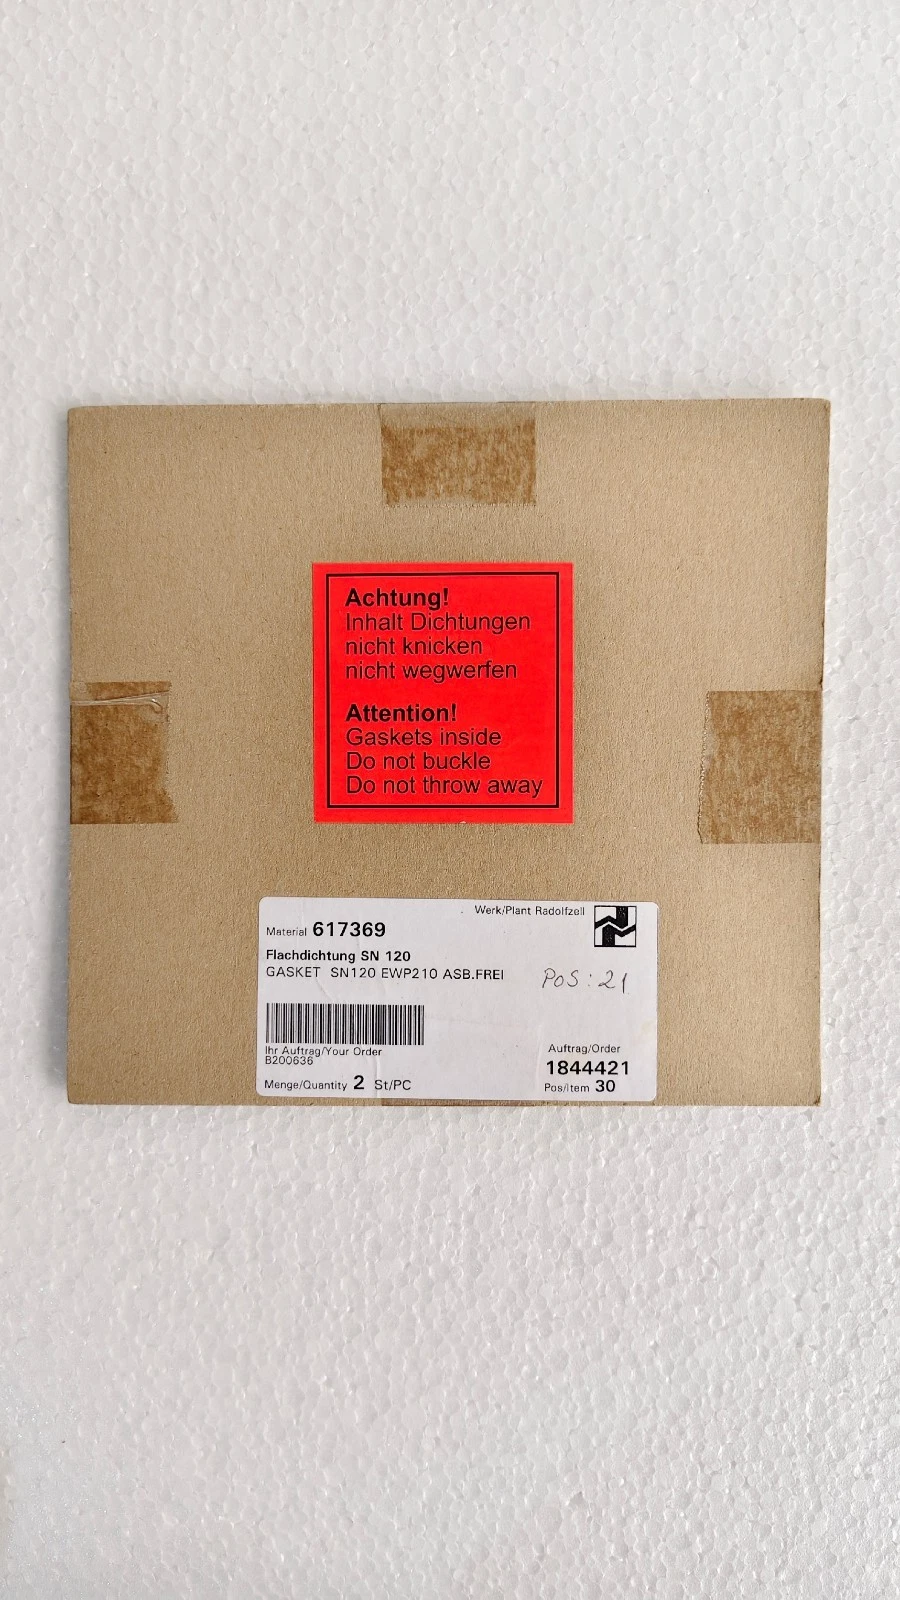 Achtung!
Inhalt Dichtungen
nicht knicken
nicht wegwerfen
Attention!
Gaskets inside
Do not buckle
Do not throw away
Werk/Plant Radolfzell
Material 617369
Flachdichtung SN 120
GASKET SN120 EWP210 ASB.FREI
POS: 21
Ihr Auftrag/Your Order
B200636
Auftrag/Order
1844421
Menge/Quantity 2 St/PC
Pos/Item 30